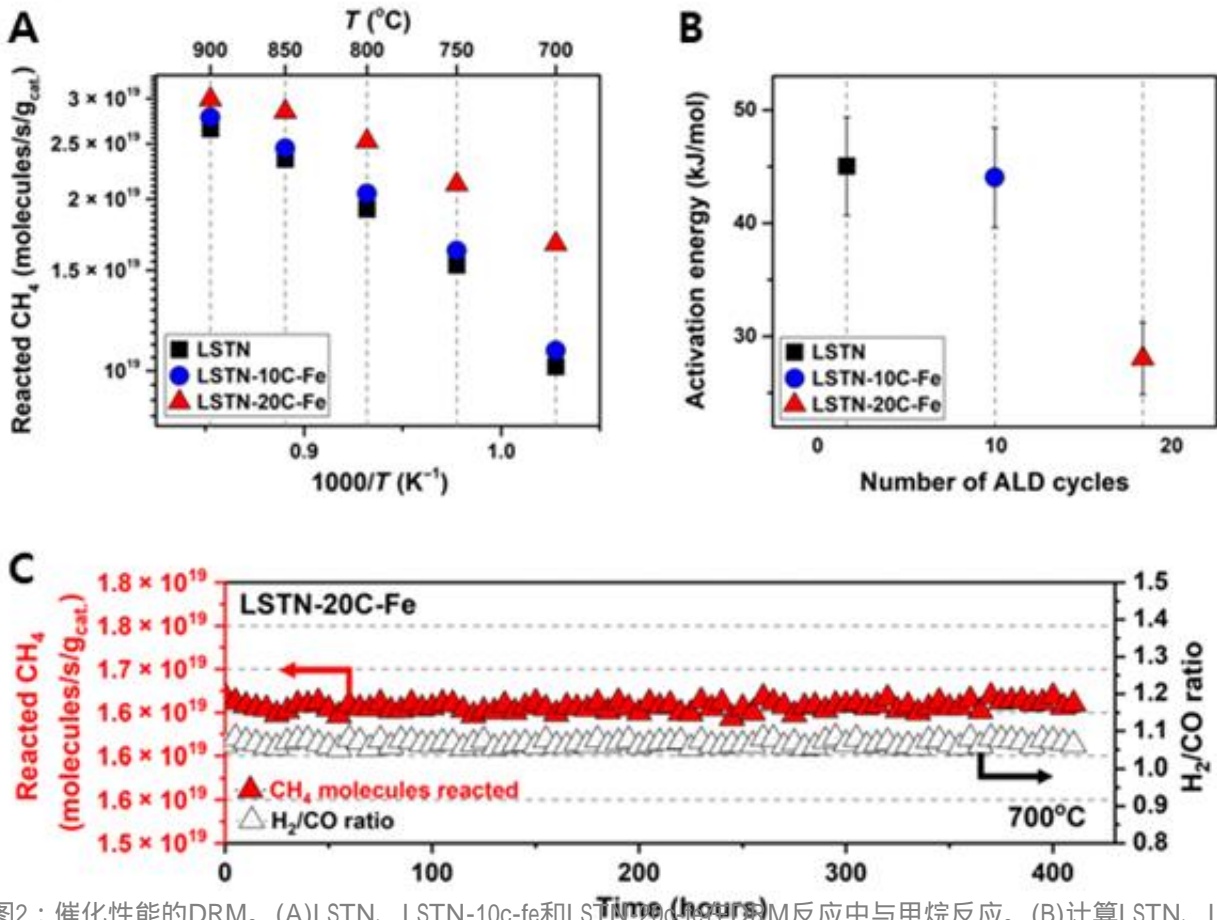 A
T (°C)
900 850 800 750 700
Reacted CH₄ (molecules/s/g_cat.)
3 × 10¹⁹
2.5 × 10¹⁹
2 × 10¹⁹
1.5 × 10¹⁹
10¹⁹
LSTN
LSTN-10C-Fe
LSTN-20C-Fe
0.9 1.0
1000/T (K⁻¹)
B
Activation energy (kJ/mol)
50
40
30
LSTN
LSTN-10C-Fe
LSTN-20C-Fe
0 10 20
Number of ALD cycles
C
Reacted CH₄
(molecules/s/g_cat.)
1.8 × 10¹⁹
1.8 × 10¹⁹
1.7 × 10¹⁹
1.6 × 10¹⁹
1.6 × 10¹⁹
1.6 × 10¹⁹
1.5 × 10¹⁹
LSTN-20C-Fe
CH₄ molecules reacted
H₂/CO ratio
700°C
1.5
1.4
1.3
1.2
1.1
1.0
0.9
0.8
H₂/CO ratio
0 100 200 300 400
Time (hours)
图2：催化性能的DRM。(A)LSTN、LSTN-10c-fe和LSTN M反应中与甲烷反应。(B)计算LSTN、L